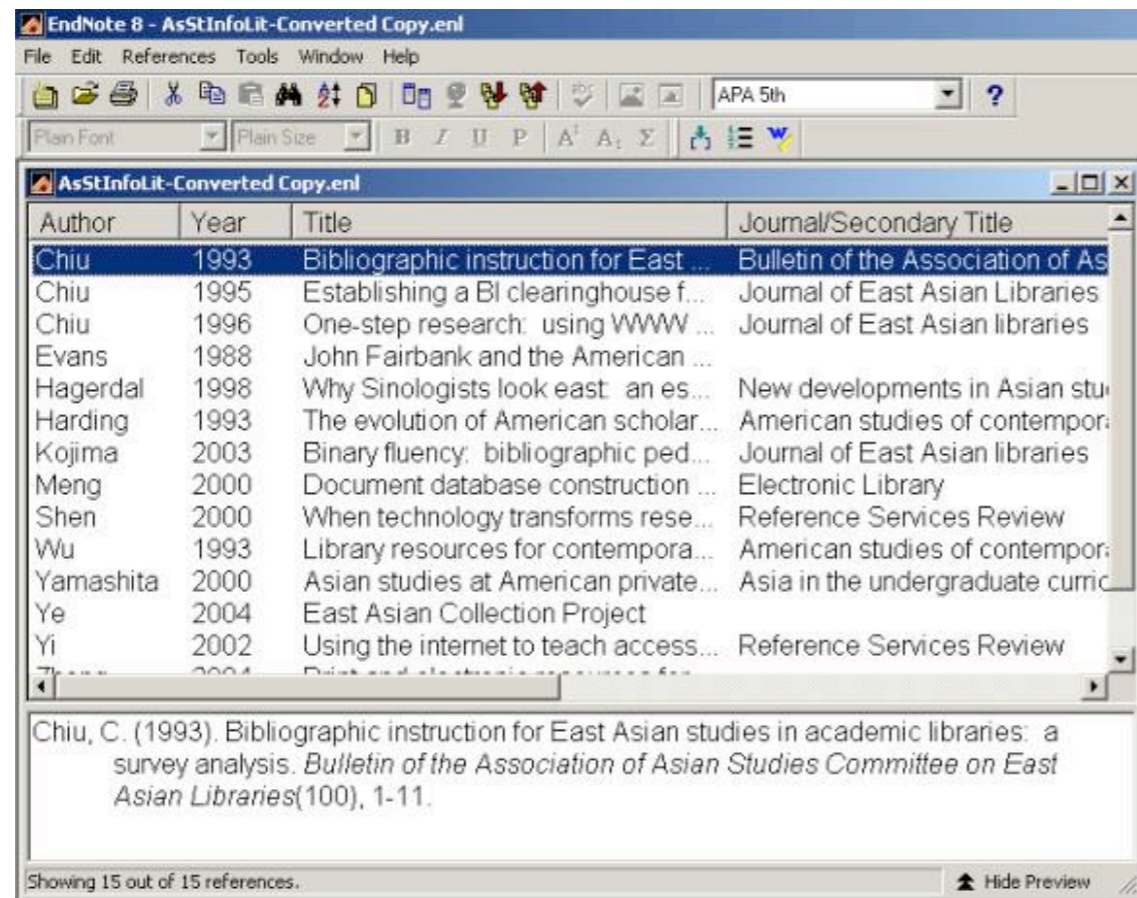 EndNote 8 - AsStInfoLit-Converted Copy.enl
File Edit References Tools Window Help
APA 5th
Plain Font Plain Size B I U P A¹ A₁ Σ
AsStInfoLit-Converted Copy.enl
Author Year Title Journal/Secondary Title
Chiu 1993 Bibliographic instruction for East ... Bulletin of the Association of As
Chiu 1995 Establishing a BI clearinghouse f... Journal of East Asian Libraries
Chiu 1996 One-step research: using WWW ... Journal of East Asian libraries
Evans 1988 John Fairbank and the American ...
Hagerdal 1998 Why Sinologists look east: an es... New developments in Asian stu
Harding 1993 The evolution of American scholar... American studies of contempor
Kojima 2003 Binary fluency: bibliographic ped... Journal of East Asian libraries
Meng 2000 Document database construction ... Electronic Library
Shen 2000 When technology transforms rese... Reference Services Review
Wu 1993 Library resources for contempora... American studies of contempor
Yamashita 2000 Asian studies at American private... Asia in the undergraduate curric
Ye 2004 East Asian Collection Project
Yi 2002 Using the internet to teach access... Reference Services Review
2004 Print and electronic resources for
Chiu, C. (1993). Bibliographic instruction for East Asian studies in academic libraries: a
survey analysis. Bulletin of the Association of Asian Studies Committee on East
Asian Libraries(100), 1-11.
Showing 15 out of 15 references. Hide Preview